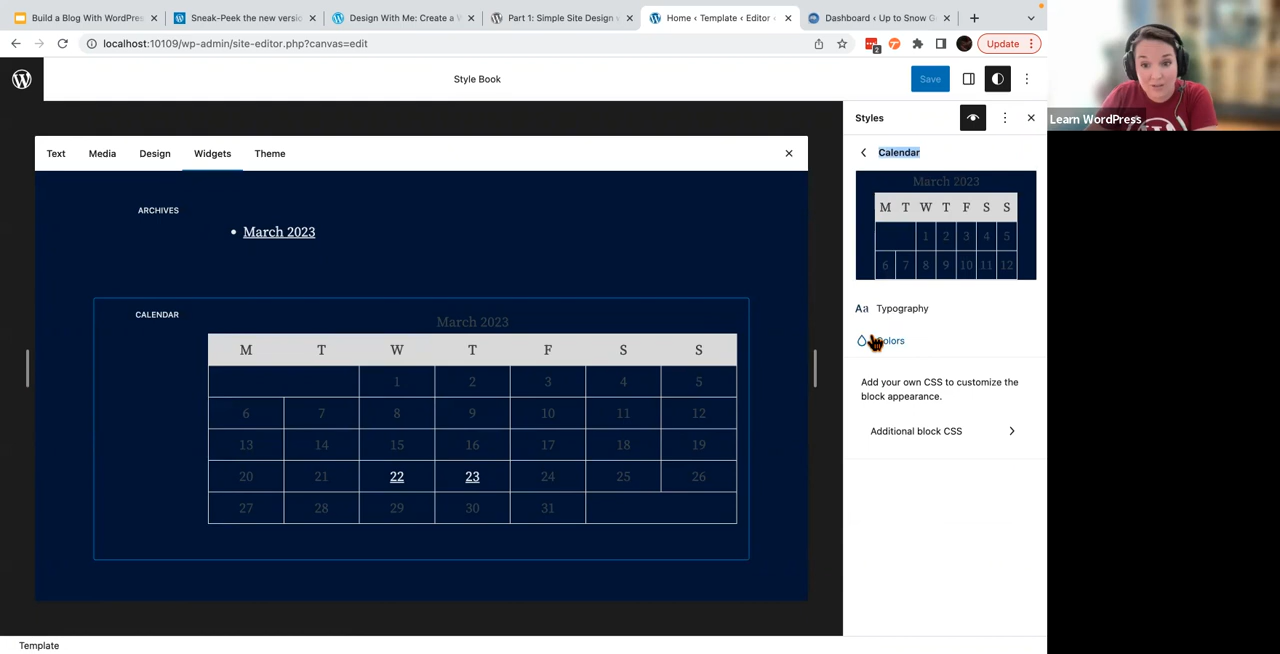 Build a Blog With WordPres
Sneak-Peek the new versio
Design With Me: Create a W
Part 1: Simple Site Design
Home ‹ Template ‹ Editor
Dashboard ‹ Up to Snow G
localhost:10109/wp-admin/site-editor.php?canvas=edit
2
Update
Style Book
Save
Learn WordPress
Styles
Text
Media
Design
Widgets
Theme
Calendar
March 2023
M T W T F S S
1 2 3 4 5
6 7 8 9 10 11 12
ARCHIVES
March 2023
CALENDAR
March 2023
M T W T F S S
1 2 3 4 5
6 7 8 9 10 11 12
13 14 15 16 17 18 19
20 21 22 23 24 25 26
27 28 29 30 31
Aa Typography
olors
Add your own CSS to customize the
block appearance.
Additional block CSS
Template